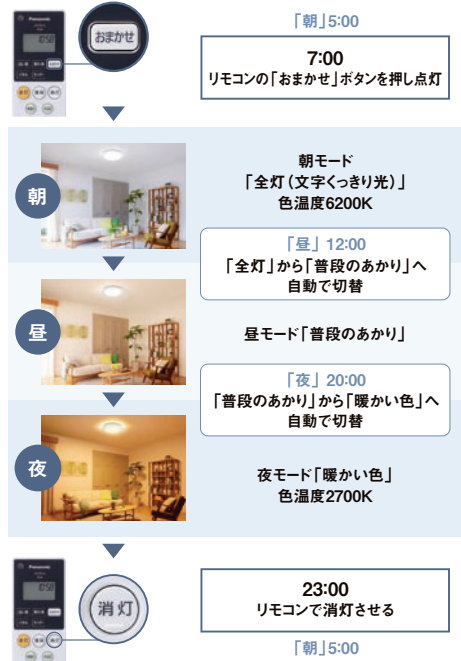 Panasonic
10:50
おまかせ
「朝」5:00
7:00
リモコンの「おまかせ」ボタンを押し点灯
朝
朝モード
「全灯(文字くっきり光)」
色温度6200K
「昼」 12:00
「全灯」から「普段のあかり」へ
自動で切替
昼
昼モード「普段のあかり」
「夜」 20:00
「普段のあかり」から「暖かい色」へ
自動で切替
夜
夜モード「暖かい色」
色温度2700K
Panasonic
10:50
消灯
23:00
リモコンで消灯させる
「朝」5:00